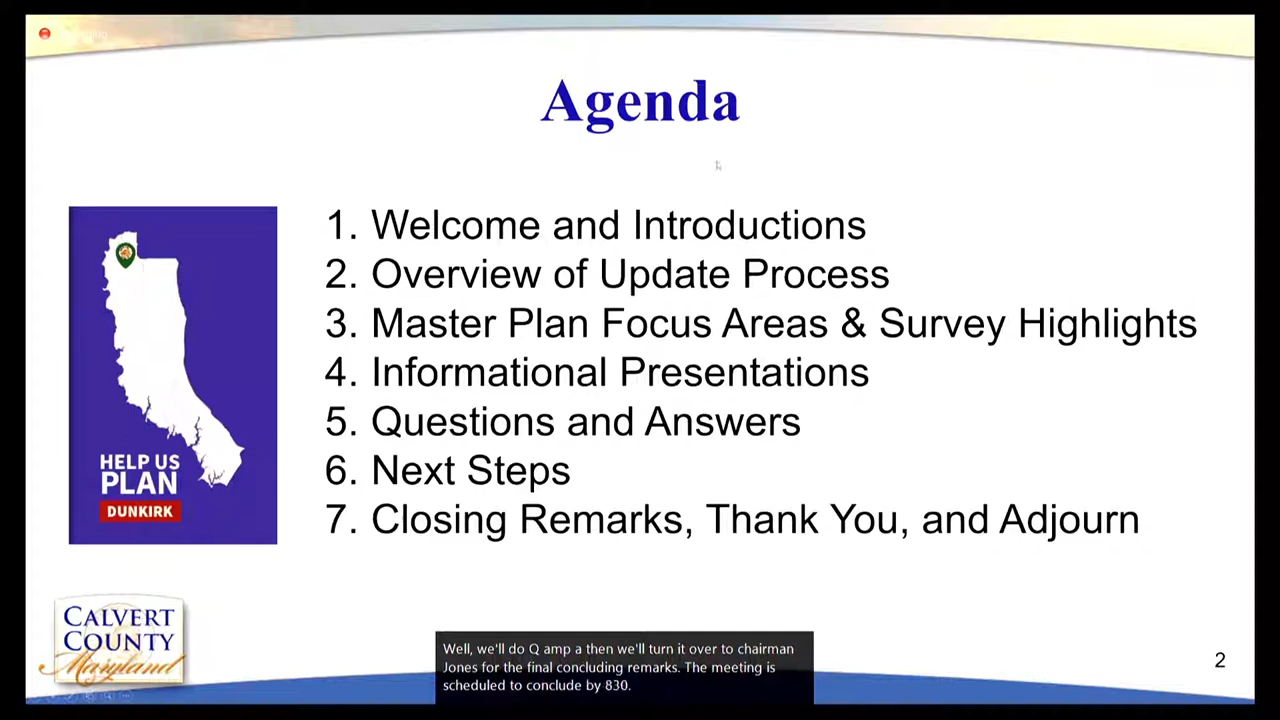 Agenda
1. Welcome and Introductions
2. Overview of Update Process
3. Master Plan Focus Areas & Survey Highlights
4. Informational Presentations
5. Questions and Answers
6. Next Steps
7. Closing Remarks, Thank You, and Adjourn
HELP US
PLAN
DUNKIRK
CALVERT
COUNTY
Maryland
Well, we'll do Q amp a then we'll turn it over to chairman
Jones for the final concluding remarks. The meeting is
scheduled to conclude by 830.
2